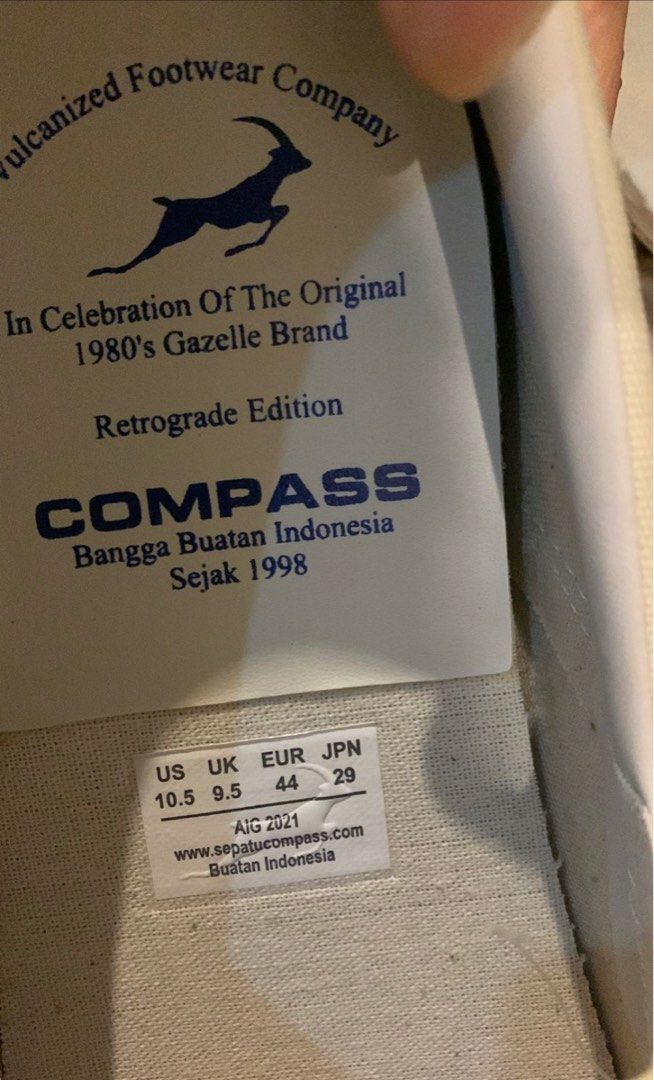 Vulcanized Footwear Company
In Celebration Of The Original
1980's Gazelle Brand
Retrograde Edition
COMPASS
Bangga Buatan Indonesia
Sejak 1998
US UK EUR JPN
10.5 9.5 44 29
AIG 2021
www.sepatucompass.com
Buatan Indonesia